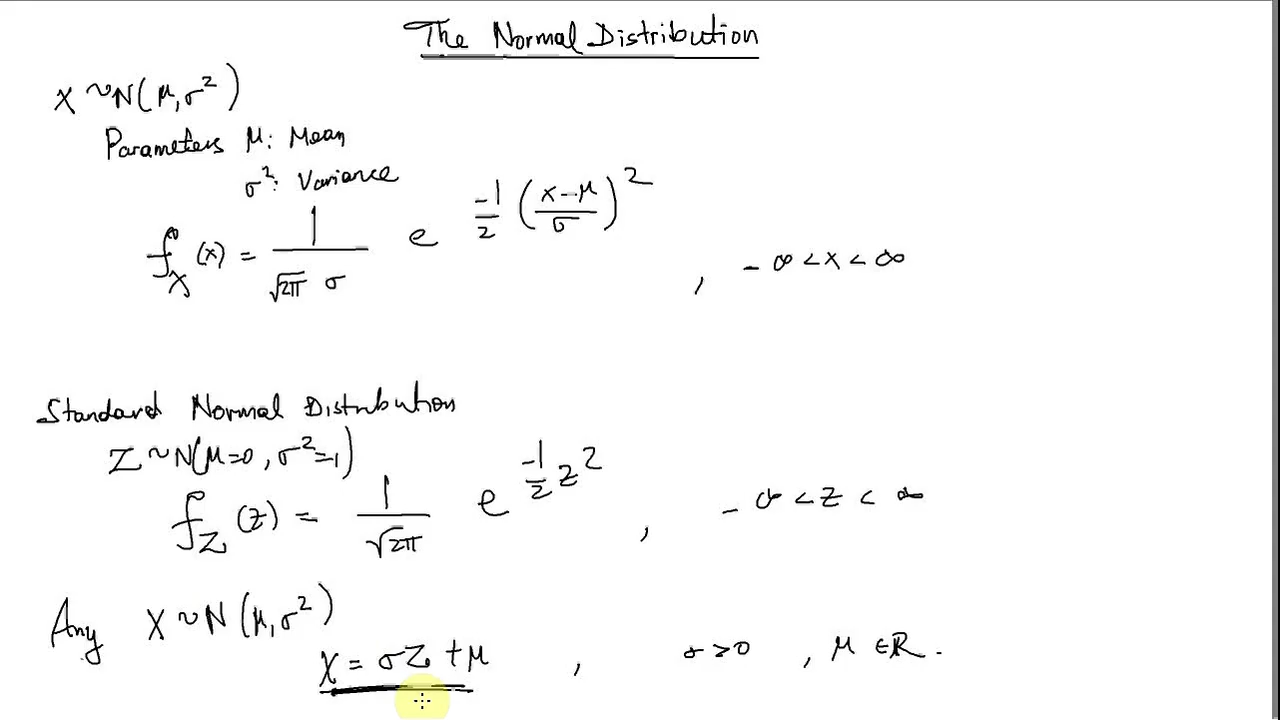 The Normal Distribution
X ~ N(μ, σ²)
Parameters μ: Mean
σ²: Variance
f_X(x) = 1/(√2π σ) e^(-1/2 ((x-μ)/σ)²) , -∞ < x < ∞
Standard Normal Distribution
Z ~ N(μ=0, σ²=1)
f_Z(z) = 1/√2π e^(-1/2 z²) , -∞ < z < ∞
Any X ~ N(μ, σ²)
X = σZ + μ , σ>0 , μ ∈ ℝ.